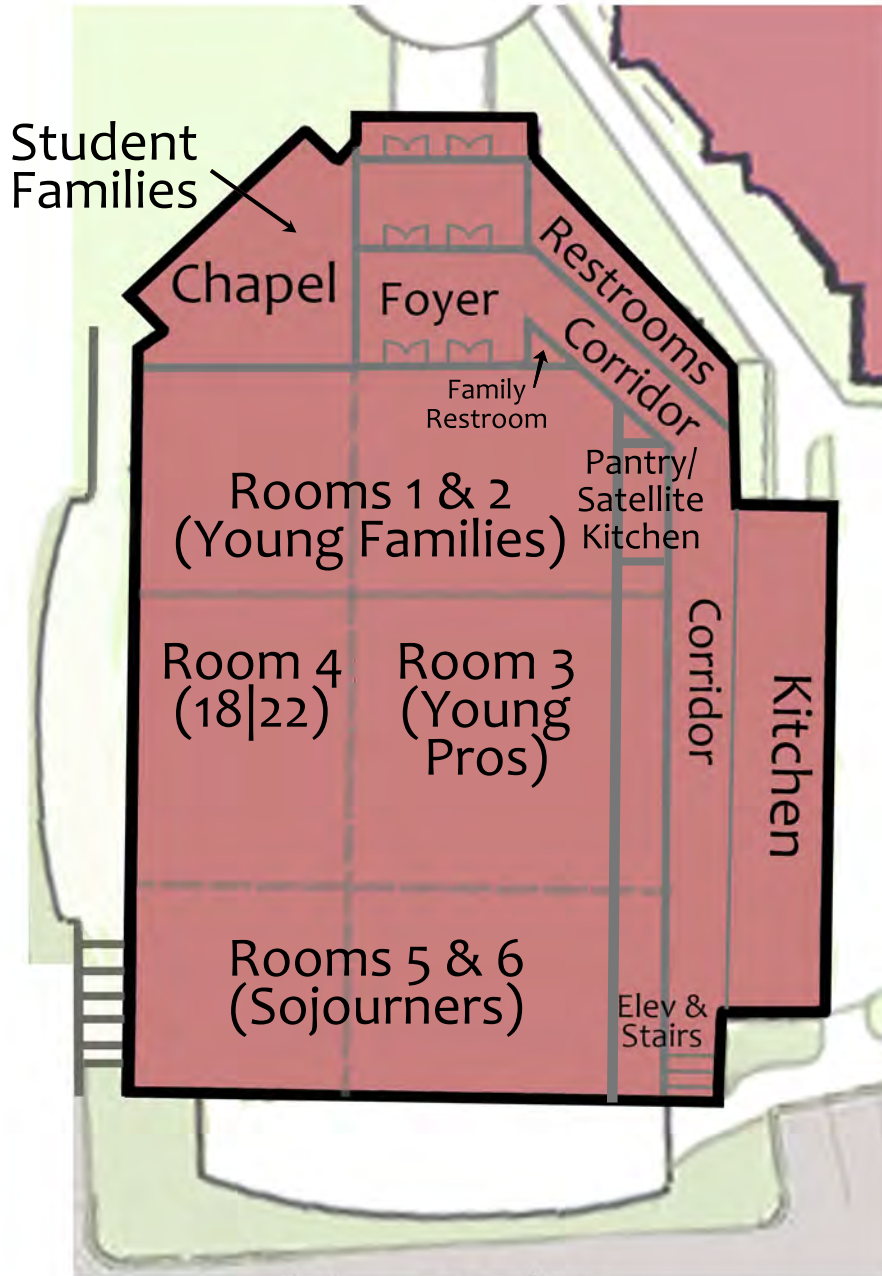 Student
Families
Chapel
Foyer
Restrooms
Corridor
Family
Restroom
Rooms 1 & 2
(Young Families)
Pantry/
Satellite
Kitchen
Room 4
(18|22)
Room 3
(Young
Pros)
Corridor
Kitchen
Rooms 5 & 6
(Sojourners)
Elev &
Stairs